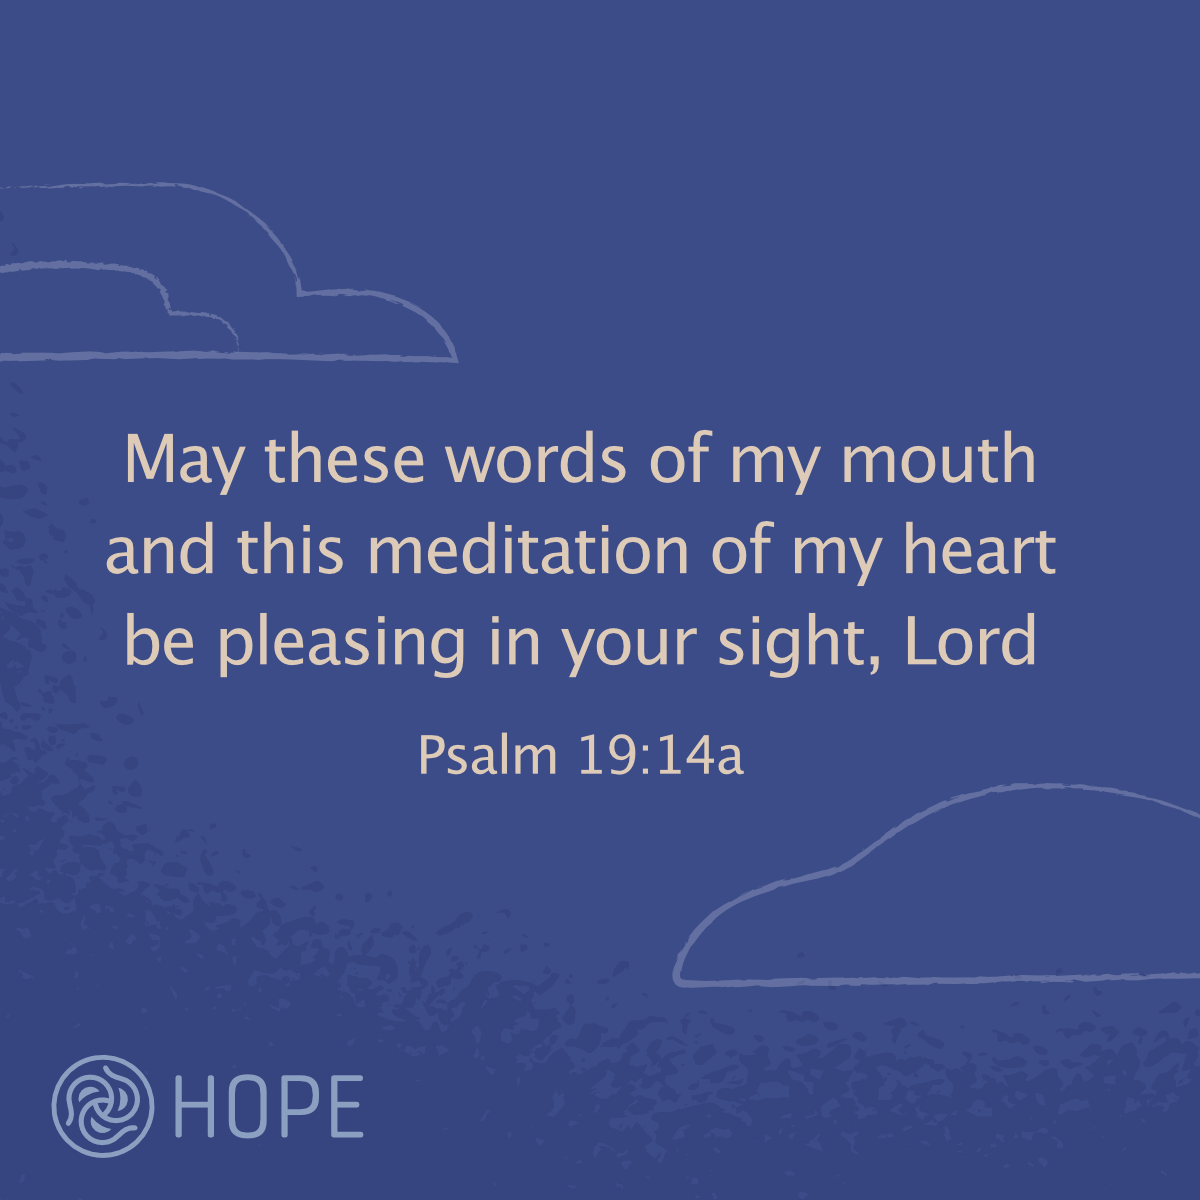 May these words of my mouth
and this meditation of my heart
be pleasing in your sight, Lord
Psalm 19:14a
HOPE